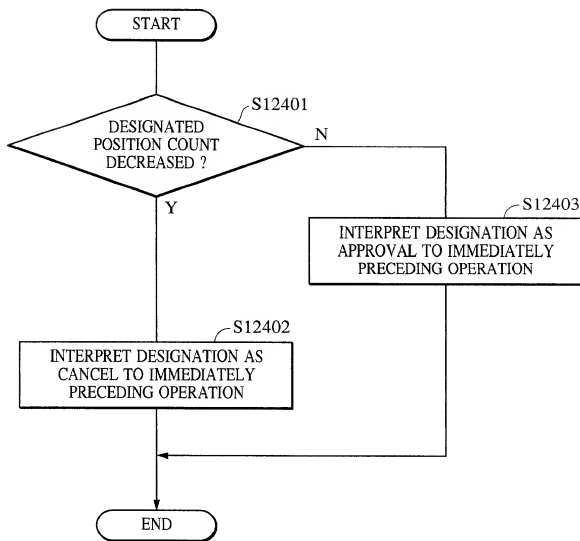 START
S12401
DESIGNATED
POSITION COUNT
DECREASED ?
N
Y
S12403
INTERPRET DESIGNATION AS
APPROVAL TO IMMEDIATELY
PRECEDING OPERATION
S12402
INTERPRET DESIGNATION AS
CANCEL TO IMMEDIATELY
PRECEDING OPERATION
END